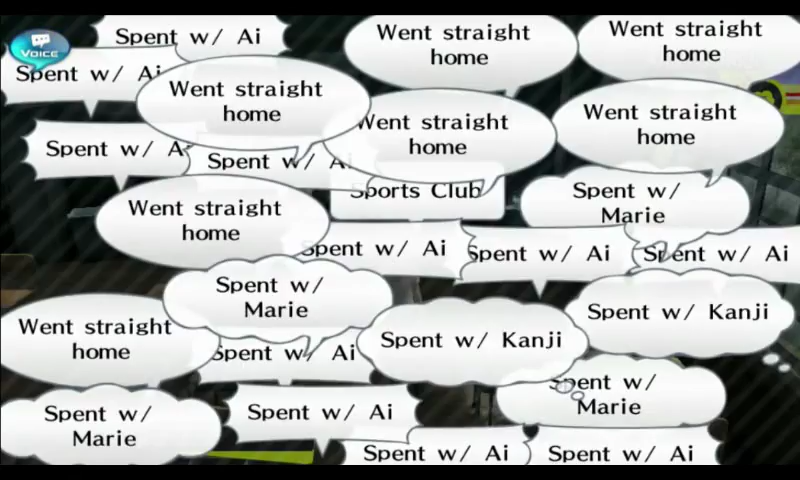 Spent w/ Ai
Went straight
home
Went straight
home
VOICE
Spent w/ Ai
Went straight
home
Went straight
home
Went straight
home
Spent w/ A
Spent w/ Ai
Sports Club
Spent w/
Marie
Went straight
home
Spent w/ Ai
Spent w/ Ai
Spent w/ Ai
Spent w/
Marie
Went straight
home
Spent w/ Kanji
Spent w/ Kanji
Spent w/ Ai
Spent w/
Marie
Spent w/
Marie
Spent w/ Ai
Spent w/ Ai
Spent w/ Ai